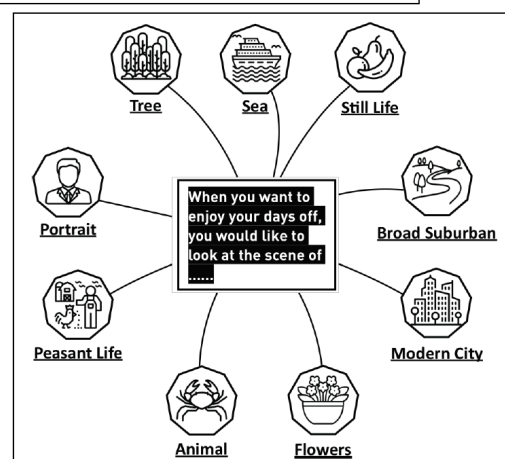 Tree
Sea
Still Life
Portrait
When you want to
enjoy your days off,
you would like to
look at the scene of
......
Broad Suburban
Peasant Life
Modern City
Animal
Flowers